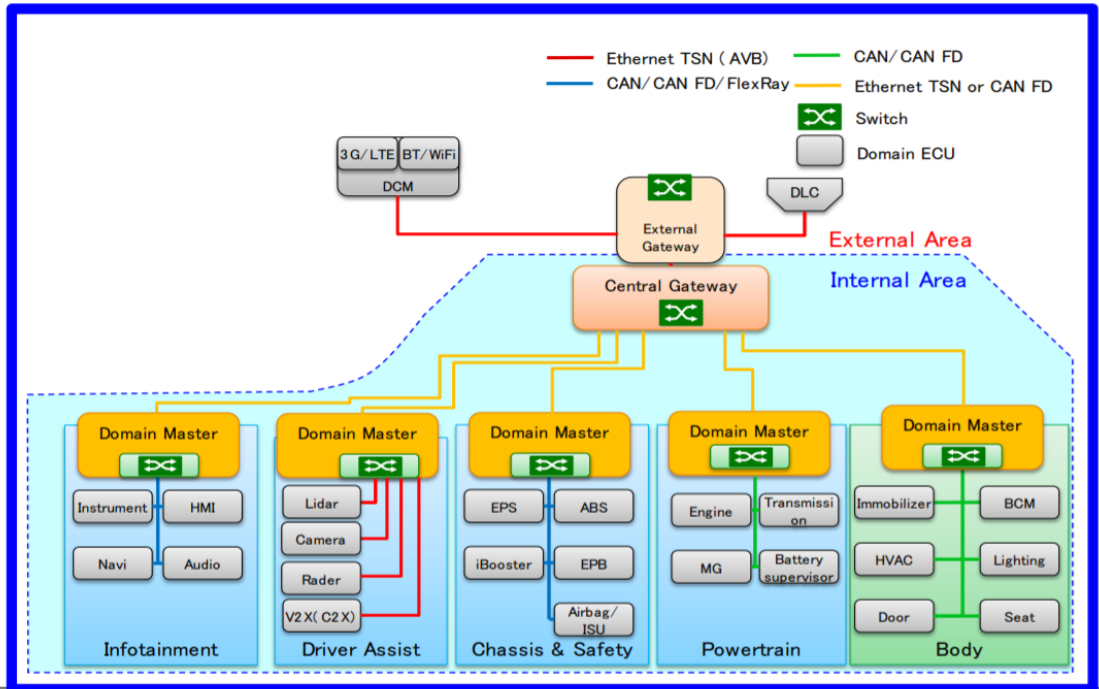 Ethernet TSN ( AVB)
CAN/CAN FD
CAN/CAN FD/FlexRay
Ethernet TSN or CAN FD
Switch
Domain ECU
3G/LTE
BT/WiFi
DCM
DLC
External
Gateway
External Area
Central Gateway
Internal Area
Domain Master
Domain Master
Domain Master
Domain Master
Domain Master
Instrument
HMI
Navi
Audio
Infotainment
Lidar
Camera
Rader
V2X( C2X)
Driver Assist
EPS
ABS
iBooster
EPB
Airbag/
ISU
Chassis & Safety
Engine
Transmissi
on
MG
Battery
supervisor
Powertrain
Immobilizer
BCM
HVAC
Lighting
Door
Seat
Body